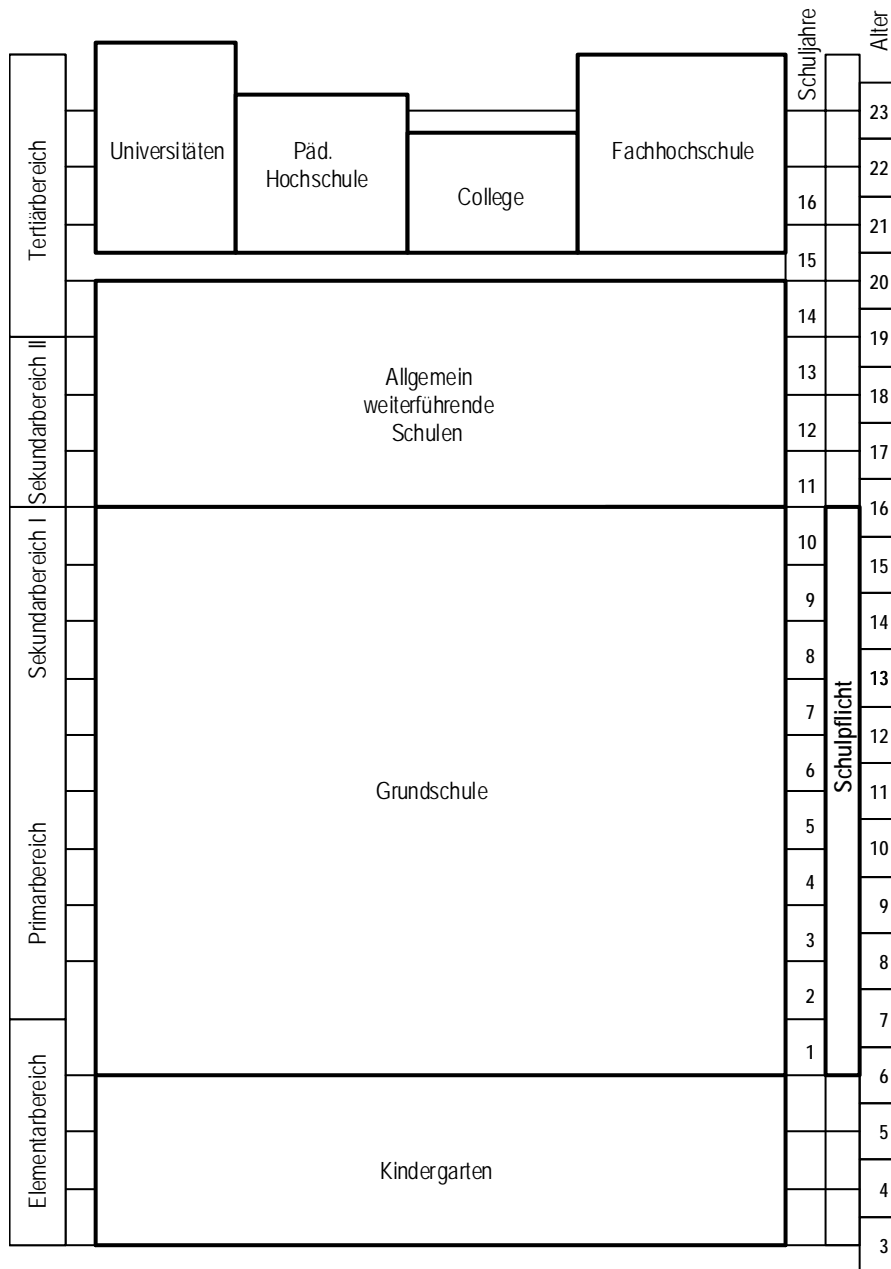 Schuljahre
Alter
Tertiärbereich
Sekundarbereich II
Sekundarbereich I
Primarbereich
Elementarbereich
Universitäten
Päd.
Hochschule
College
Fachhochschule
Allgemein
weiterführende
Schulen
Grundschule
Kindergarten
16
15
14
13
12
11
10
9
8
7
6
5
4
3
2
1
Schulpflicht
23
22
21
20
19
18
17
16
15
14
13
12
11
10
9
8
7
6
5
4
3